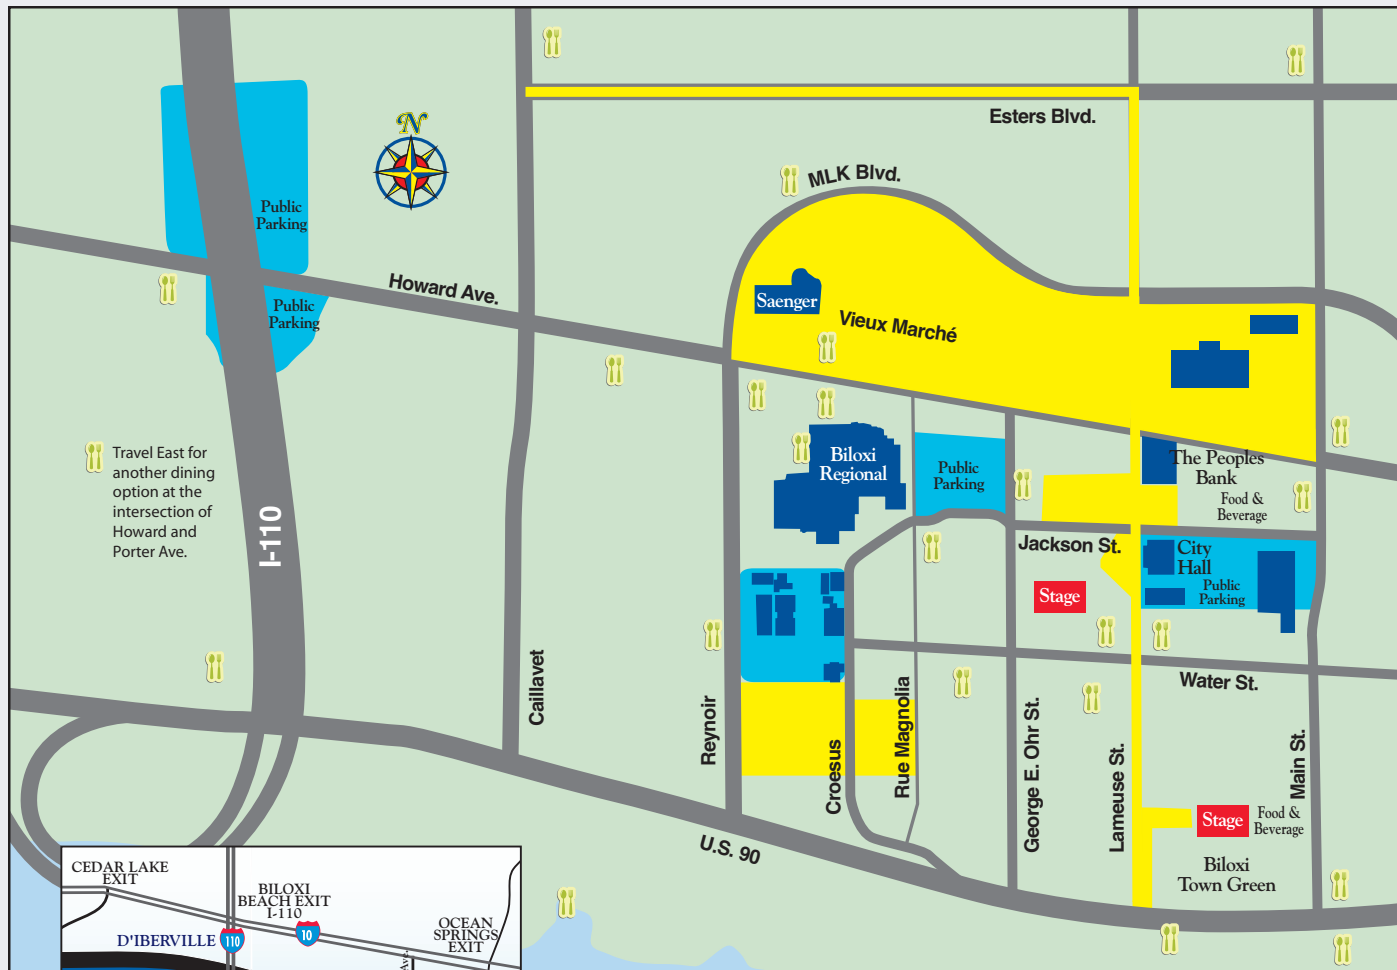 N
Esters Blvd.
MLK Blvd.
Public
Parking
Howard Ave.
Public
Parking
Saenger
Vieux Marché
Travel East for
another dining
option at the
intersection of
Howard and
Porter Ave.
I-110
Biloxi
Regional
Public
Parking
The Peoples
Bank
Food &
Beverage
Jackson St.
City
Hall
Public
Parking
Stage
Water St.
Caillavet
Reynoir
Croesus
Rue Magnolia
George E. Ohr St.
Lameuse St.
Main St.
Stage
Food &
Beverage
U.S. 90
Biloxi
Town Green
CEDAR LAKE
EXIT
BILOXI
BEACH EXIT
I-110
D'IBERVILLE
110
10
OCEAN
SPRINGS
EXIT
Ave.